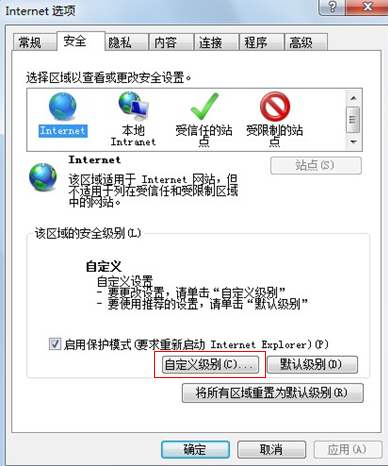 Internet 选项
常规 安全 隐私 内容 连接 程序 高级
选择区域以查看或更改安全设置。
Internet 本地 Intranet 受信任的站点 受限制的站点
Internet
站点(S)
该区域适用于 Internet 网站，但
不适用于列在受信任和受限制区域
中的网站。
该区域的安全级别(L)
自定义
自定义设置
- 要更改设置，请单击“自定义级别”
- 要使用推荐的设置，请单击“默认级别”
启用保护模式(要求重新启动 Internet Explorer)(P)
自定义级别(C)... 默认级别(D)
将所有区域重置为默认级别(R)
确定 取消 应用(A)